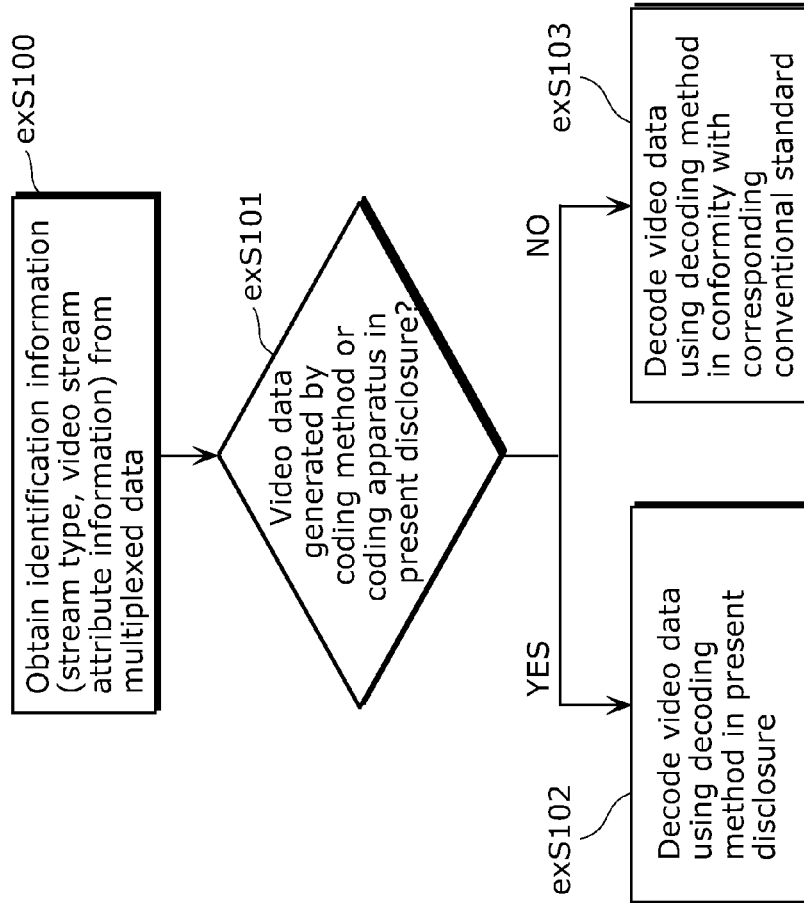 exS100
Obtain identification information
(stream type, video stream
attribute information) from
multiplexed data
exS101
Video data
generated by
coding method or
coding apparatus in
present disclosure?
YES
NO
exS102
Decode video data
using decoding
method in present
disclosure
exS103
Decode video data
using decoding method
in conformity with
corresponding
conventional standard